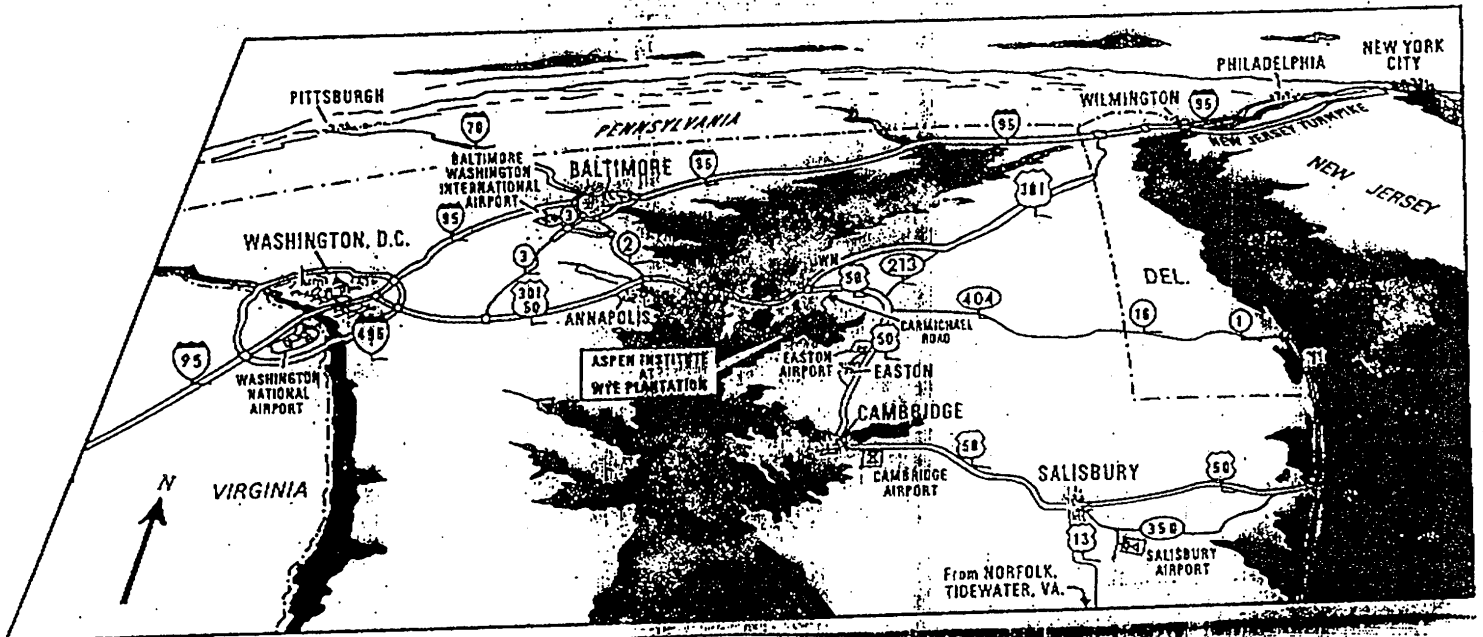 NEW YORK
CITY
PHILADELPHIA
PITTSBURGH
WILMINGTON
95
70
PENNSYLVANIA
95
NEW JERSEY TURNPIKE
BALTIMORE
WASHINGTON
INTERNATIONAL
AIRPORT
BALTIMORE
NEW JERSEY
301
95
3
WASHINGTON, D.C.
2
3
213
DEL.
50
301
50
404
ANNAPOLIS
16
1
CARMICHAEL
ROAD
495
95
50
ASPEN INSTITUTE
AT
WYE PLANTATION
EASTON
AIRPORT
EASTON
WASHINGTON
NATIONAL
AIRPORT
CAMBRIDGE
SALISBURY
50
CAMBRIDGE
AIRPORT
N
VIRGINIA
350
13
SALISBURY
AIRPORT
From NORFOLK,
TIDEWATER, VA.